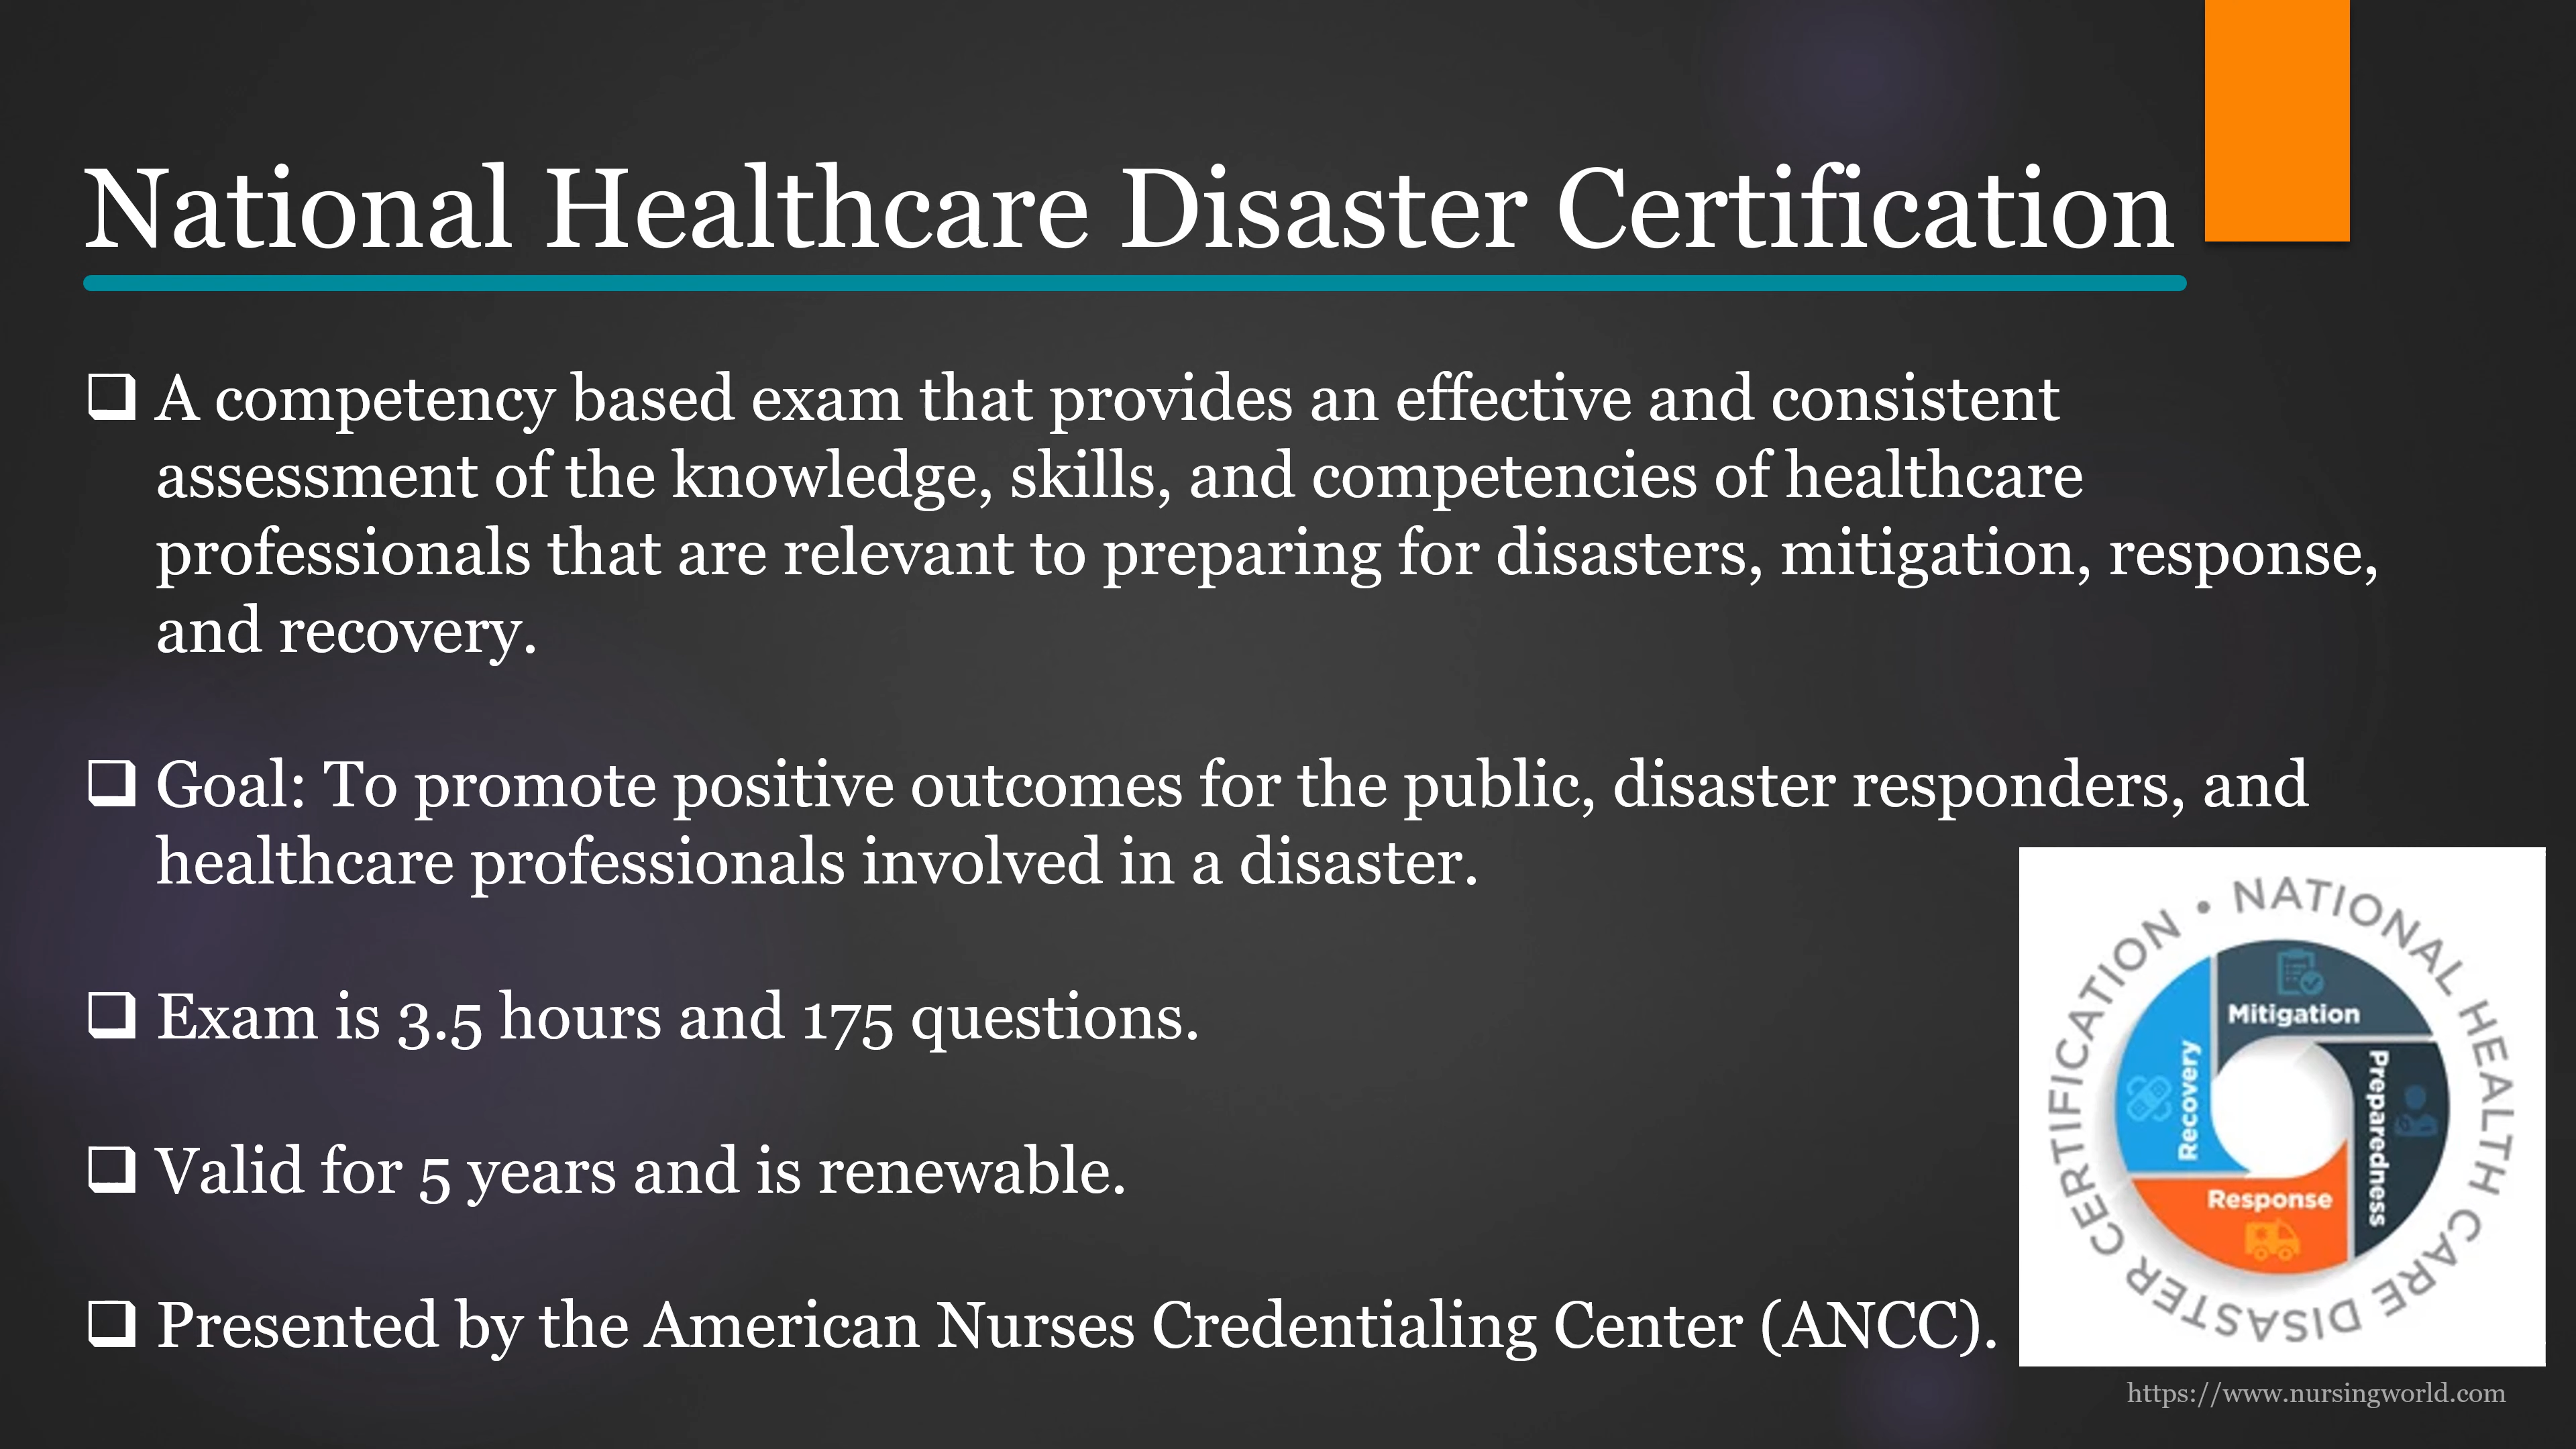 National Healthcare Disaster Certification
❑ A competency based exam that provides an effective and consistent
assessment of the knowledge, skills, and competencies of healthcare
professionals that are relevant to preparing for disasters, mitigation, response,
and recovery.
❑ Goal: To promote positive outcomes for the public, disaster responders, and
healthcare professionals involved in a disaster.
❑ Exam is 3.5 hours and 175 questions.
❑ Valid for 5 years and is renewable.
❑ Presented by the American Nurses Credentialing Center (ANCC).
• NATIONAL HEALTH CARE DISASTER CERTIFICATION
Mitigation
Preparedness
Response
Recovery
https://www.nursingworld.com